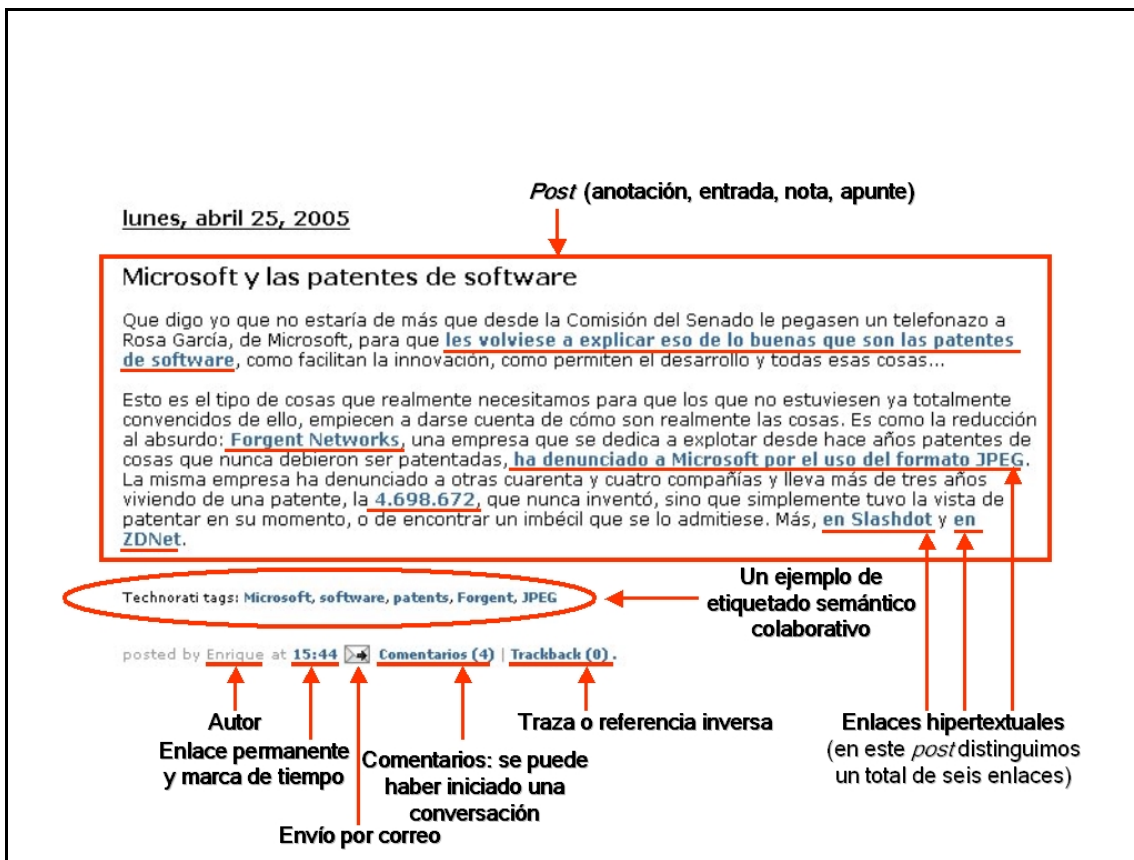 Post (anotación, entrada, nota, apunte)
lunes, abril 25, 2005
Microsoft y las patentes de software
Que digo yo que no estaría de más que desde la Comisión del Senado le pegasen un telefonazo a
Rosa García, de Microsoft, para que les volviese a explicar eso de lo buenas que son las patentes
de software, como facilitan la innovación, como permiten el desarrollo y todas esas cosas...
Esto es el tipo de cosas que realmente necesitamos para que los que no estuviesen ya totalmente
convencidos de ello, empiecen a darse cuenta de cómo son realmente las cosas. Es como la reducción
al absurdo: Forgent Networks, una empresa que se dedica a explotar desde hace años patentes de
cosas que nunca debieron ser patentadas, ha denunciado a Microsoft por el uso del formato JPEG.
La misma empresa ha denunciado a otras cuarenta y cuatro compañías y lleva más de tres años
viviendo de una patente, la 4.698.672, que nunca inventó, sino que simplemente tuvo la vista de
patentar en su momento, o de encontrar un imbécil que se lo admitiese. Más, en Slashdot y en
ZDNet.
Technorati tags: Microsoft, software, patents, Forgent, JPEG
Un ejemplo de
etiquetado semántico
colaborativo
posted by Enrique at 15:44 Comentarios (4) | Trackback (0) .
Autor
Enlace permanente
y marca de tiempo
Envío por correo
Comentarios: se puede
haber iniciado una
conversación
Traza o referencia inversa
Enlaces hipertextuales
(en este post distinguimos
un total de seis enlaces)